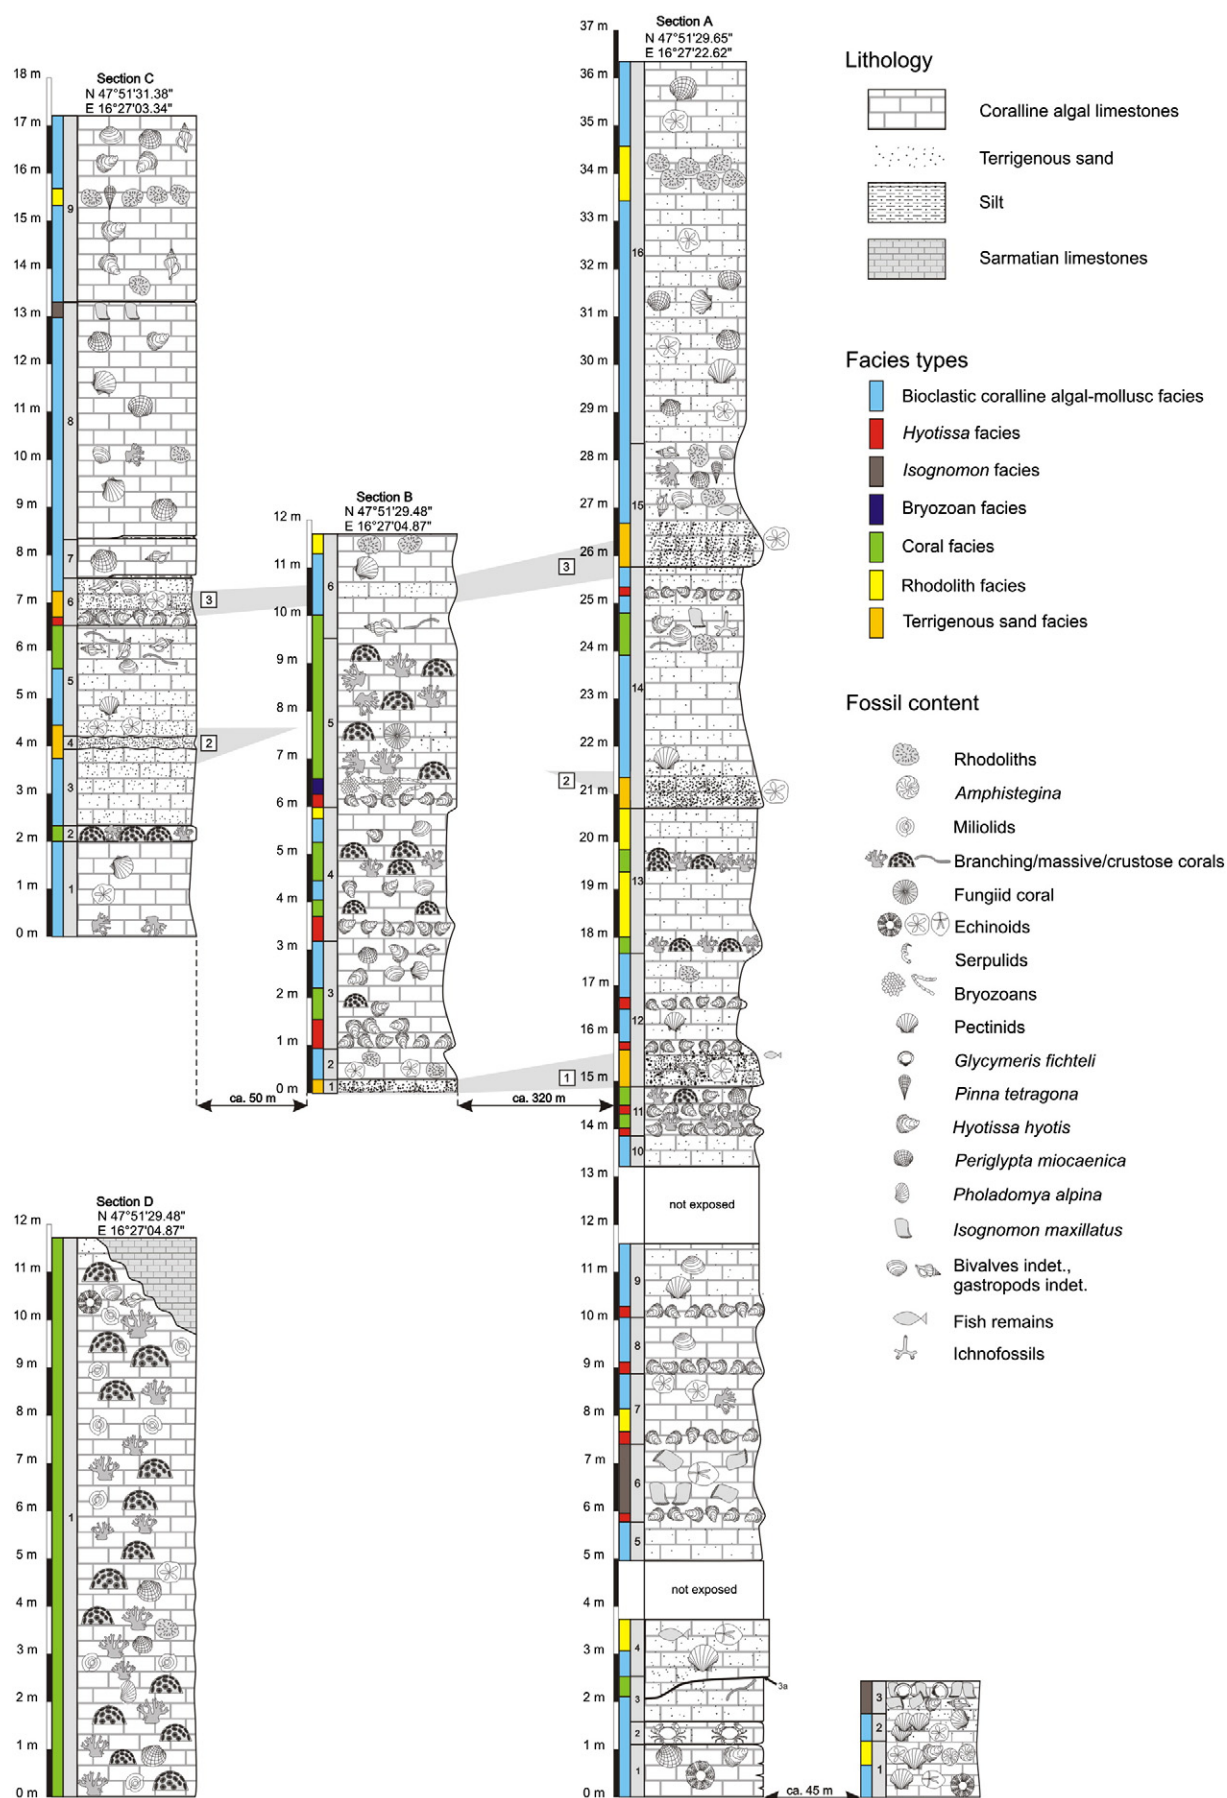 Section C
N 47°51'31.38"
E 16°27'03.34"
18 m
17 m
16 m
15 m
14 m
13 m
12 m
11 m
10 m
9 m
8 m
7 m
6 m
5 m
4 m
3 m
2 m
1 m
0 m
9
8
7
6
5
4
3
2
1
3
2
ca. 50 m
Section B
N 47°51'29.48"
E 16°27'04.87"
12 m
11 m
10 m
9 m
8 m
7 m
6 m
5 m
4 m
3 m
2 m
1 m
0 m
6
5
4
3
2
1
ca. 320 m
Section A
N 47°51'29.65"
E 16°27'22.62"
37 m
36 m
35 m
34 m
33 m
32 m
31 m
30 m
29 m
28 m
27 m
26 m
25 m
24 m
23 m
22 m
21 m
20 m
19 m
18 m
17 m
16 m
15 m
14 m
13 m
12 m
11 m
10 m
9 m
8 m
7 m
6 m
5 m
4 m
3 m
2 m
1 m
0 m
3
2
1
16
15
14
13
12
11
10
not exposed
9
8
7
6
5
not exposed
4
3
3a
2
1
ca. 45 m
3
2
1
Section D
N 47°51'29.48"
E 16°27'04.87"
12 m
11 m
10 m
9 m
8 m
7 m
6 m
5 m
4 m
3 m
2 m
1 m
0 m
1
Lithology
Coralline algal limestones
Terrigenous sand
Silt
Sarmatian limestones
Facies types
Bioclastic coralline algal-mollusc facies
Hyotissa facies
Isognomon facies
Bryozoan facies
Coral facies
Rhodolith facies
Terrigenous sand facies
Fossil content
Rhodoliths
Amphistegina
Miliolids
Branching/massive/crustose corals
Fungiid coral
Echinoids
Serpulids
Bryozoans
Pectinids
Glycymeris fichteli
Pinna tetragona
Hyotissa hyotis
Periglypta miocaenica
Pholadomya alpina
Isognomon maxillatus
Bivalves indet.,
gastropods indet.
Fish remains
Ichnofossils